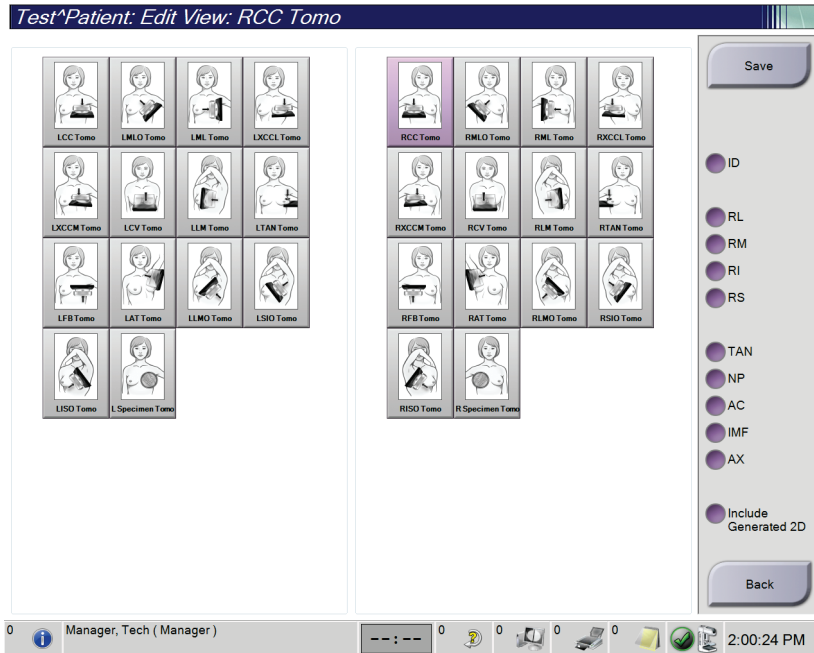 Test^Patient: Edit View: RCC Tomo
LCC Tomo LMLO Tomo LML Tomo LXCCL Tomo
LXCCM Tomo LCV Tomo LLM Tomo LTAN Tomo
LFB Tomo LAT Tomo LLMO Tomo LSIO Tomo
LISO Tomo L Specimen Tomo
RCC Tomo RMLO Tomo RML Tomo RXCCL Tomo
RXCCM Tomo RCV Tomo RLM Tomo RTAN Tomo
RFB Tomo RAT Tomo RLMO Tomo RSIO Tomo
RISO Tomo R Specimen Tomo
Save
ID
RL
RM
RI
RS
TAN
NP
AC
IMF
AX
Include
Generated 2D
Back
0 Manager, Tech ( Manager ) --:-- 0 0 0 0 2:00:24 PM